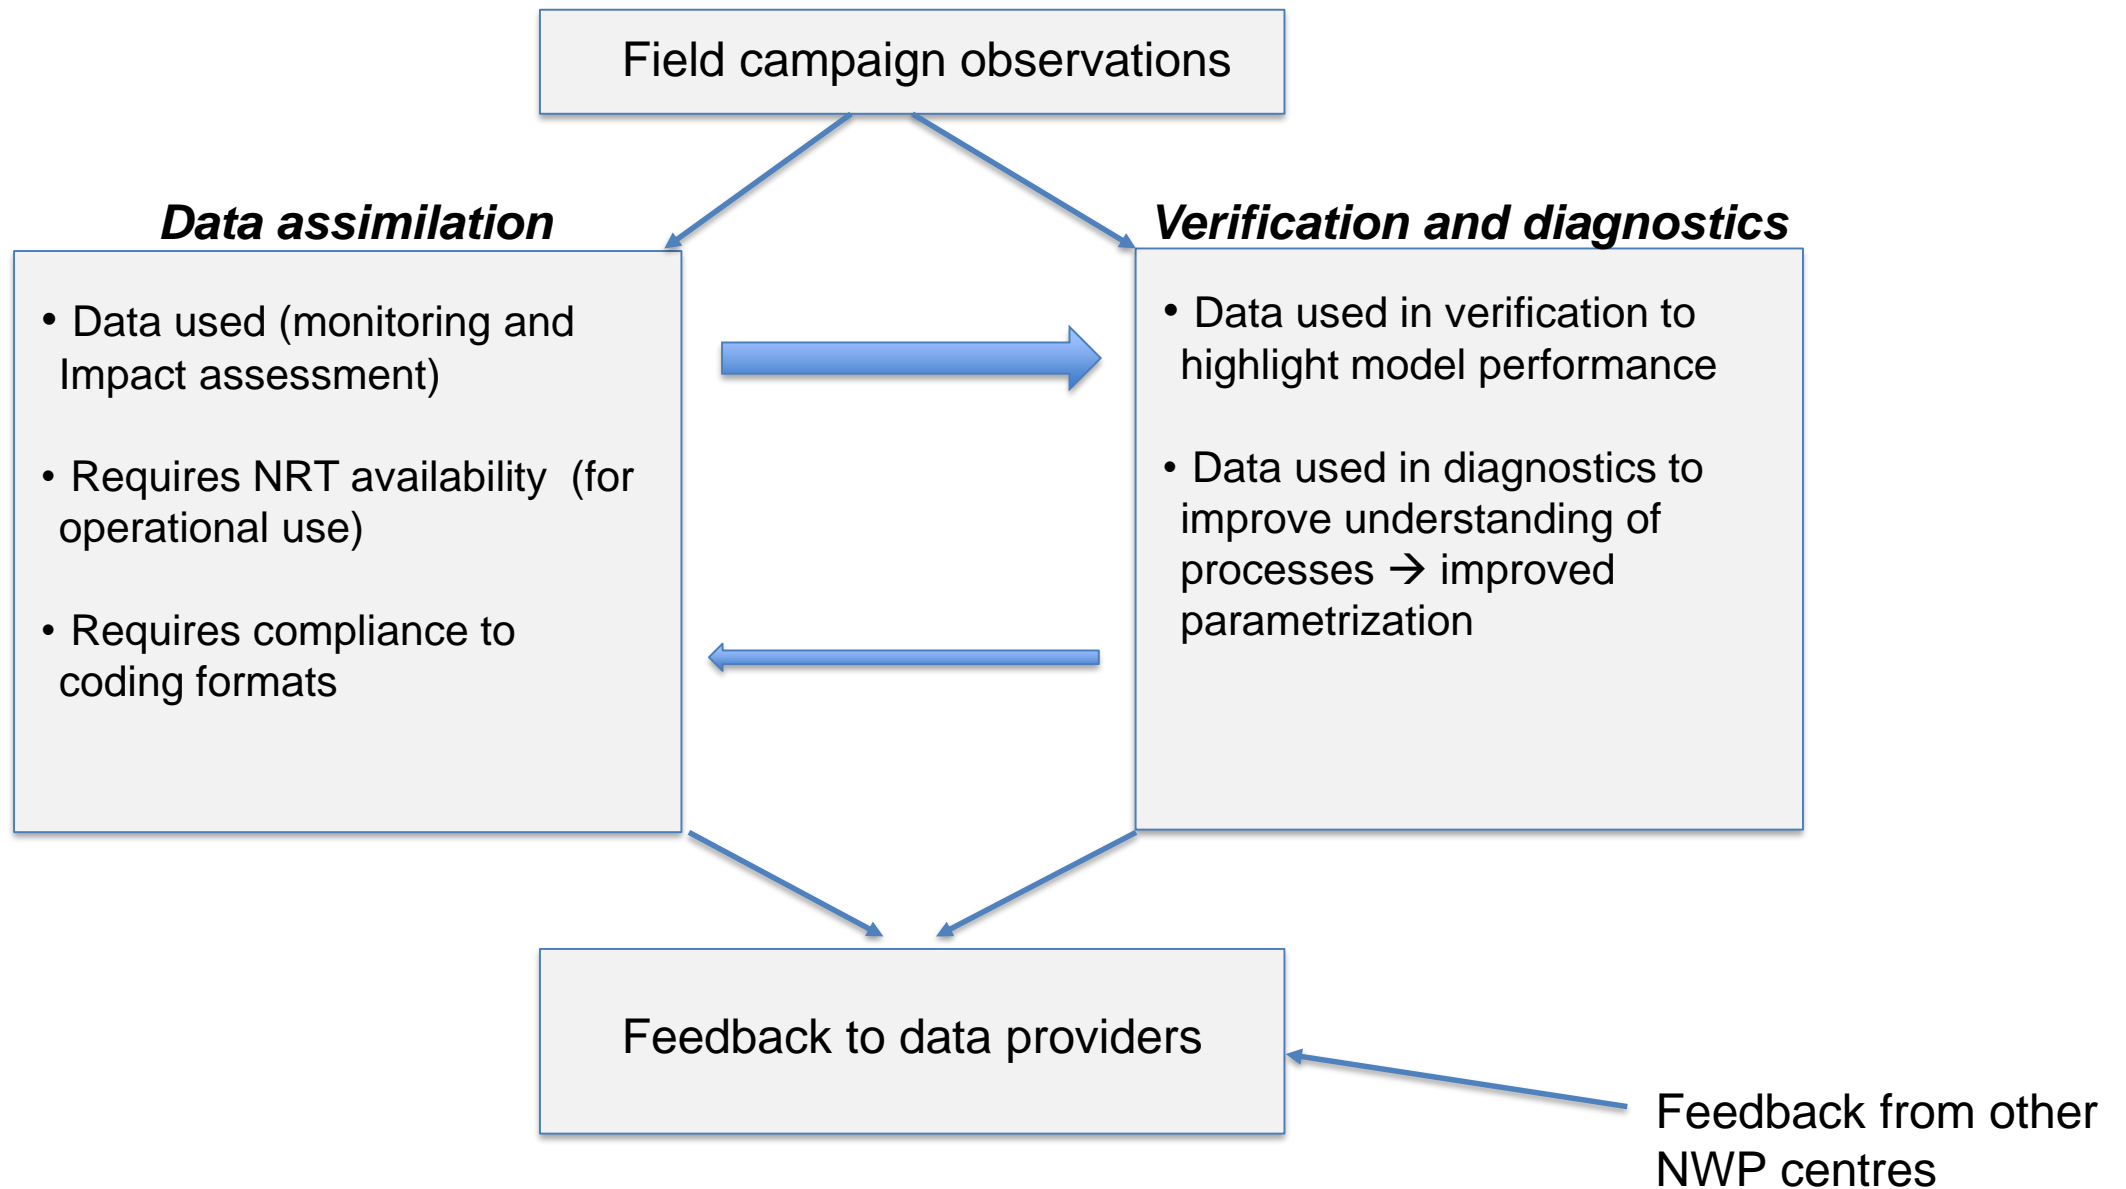 Field campaign observations
Data assimilation
• Data used (monitoring and
Impact assessment)
• Requires NRT availability  (for
operational use)
• Requires compliance to
coding formats
Verification and diagnostics
• Data used in verification to
highlight model performance
• Data used in diagnostics to
improve understanding of
processes → improved
parametrization
Feedback to data providers
Feedback from other
NWP centres